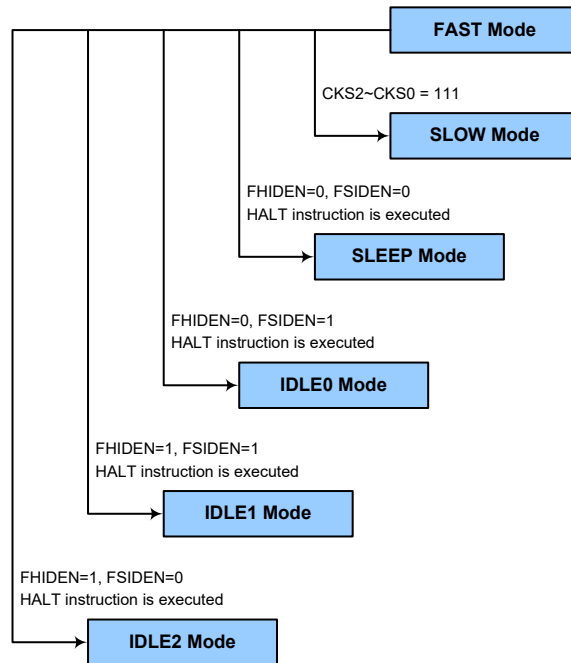 FAST Mode
CKS2~CKS0 = 111
SLOW Mode
FHIDEN=0, FSIDEN=0
HALT instruction is executed
SLEEP Mode
FHIDEN=0, FSIDEN=1
HALT instruction is executed
IDLE0 Mode
FHIDEN=1, FSIDEN=1
HALT instruction is executed
IDLE1 Mode
FHIDEN=1, FSIDEN=0
HALT instruction is executed
IDLE2 Mode